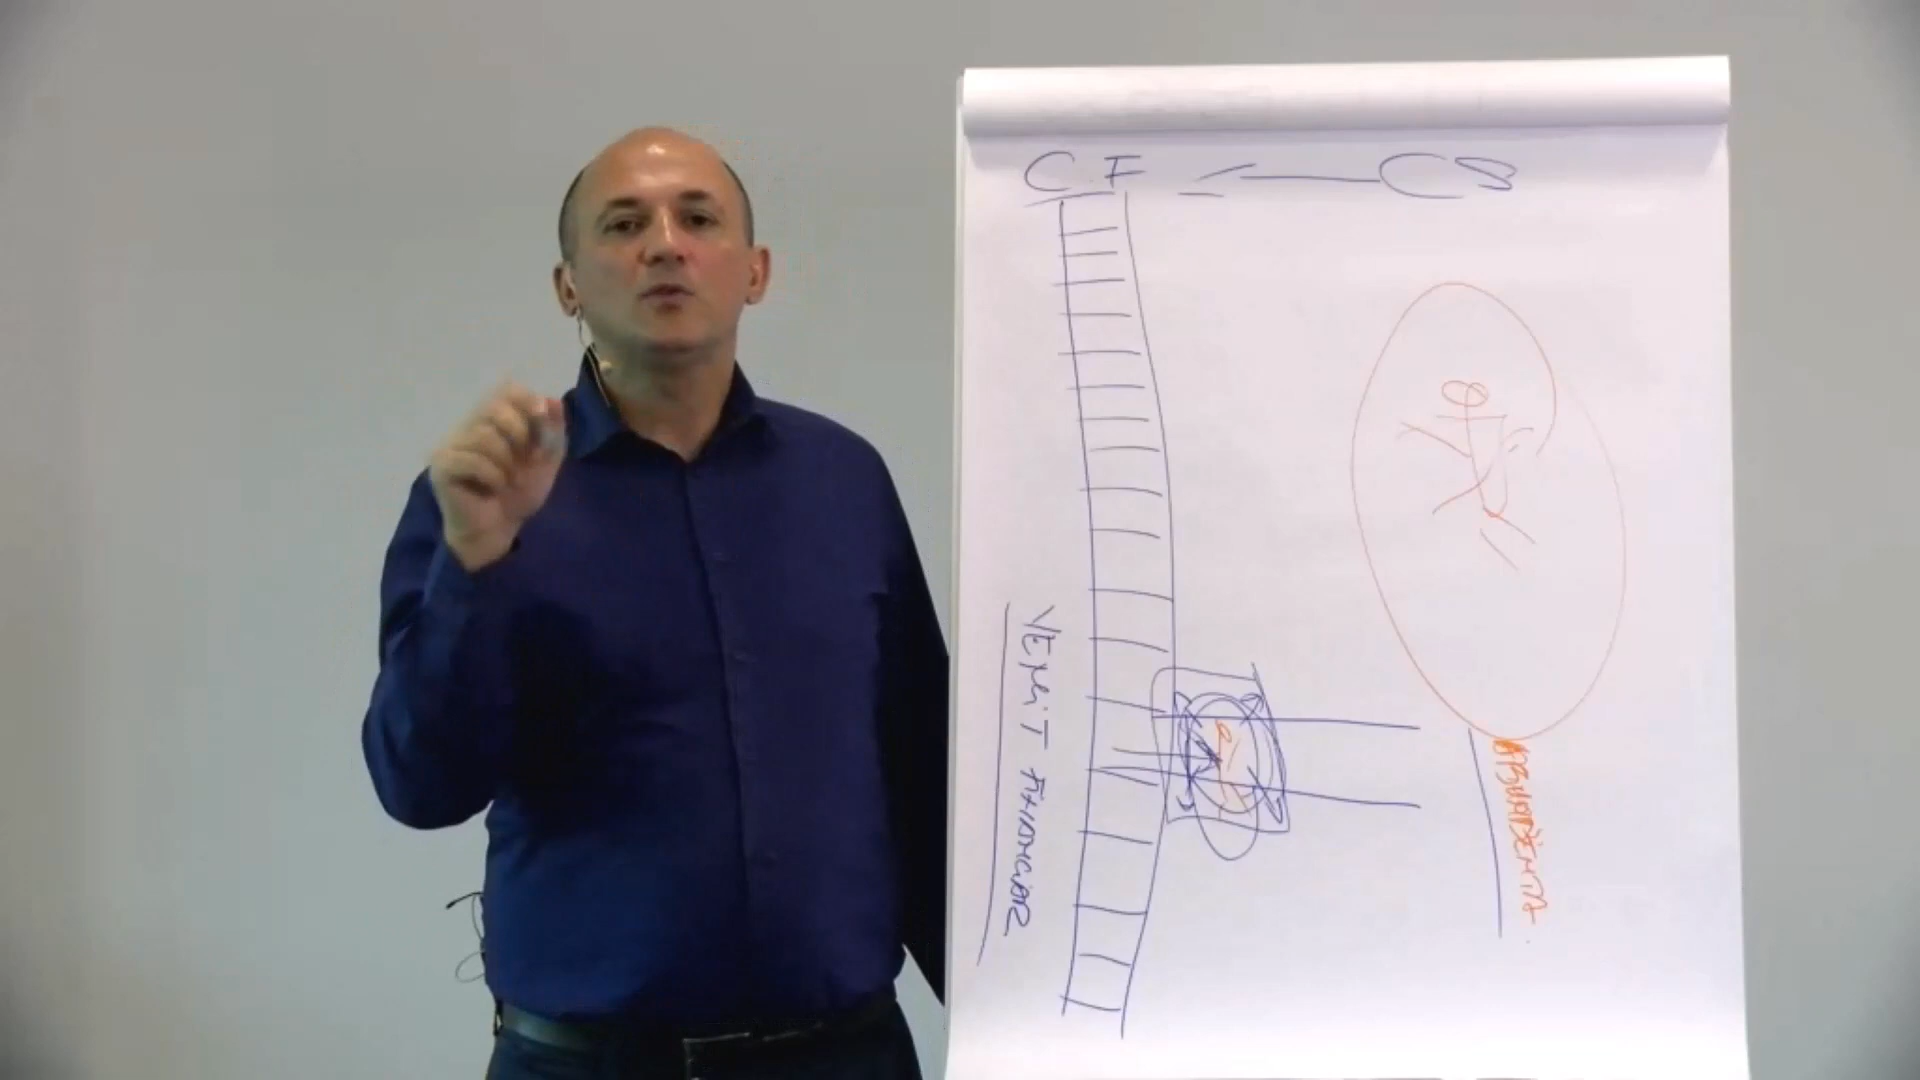 CF ← CS
VENIT FINANCIAR